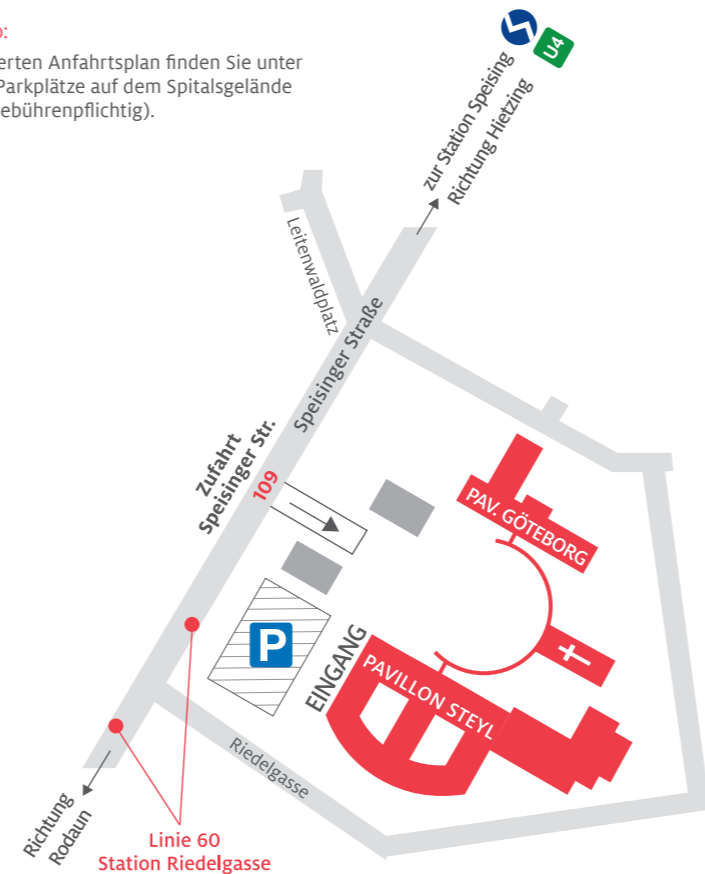 erten Anfahrtsplan finden Sie unter
Parkplätze auf dem Spitalsgelände
gebührenpflichtig).
U4
zur Station Speising
Richtung Hietzing
Leitenwaldplatz
Speisinger Straße
Zufahrt
Speisinger Str.
109
PAV. GÖTEBORG
P
EINGANG
PAVILLON STEYL
Riedelgasse
Richtung
Rodaun
Linie 60
Station Riedelgasse